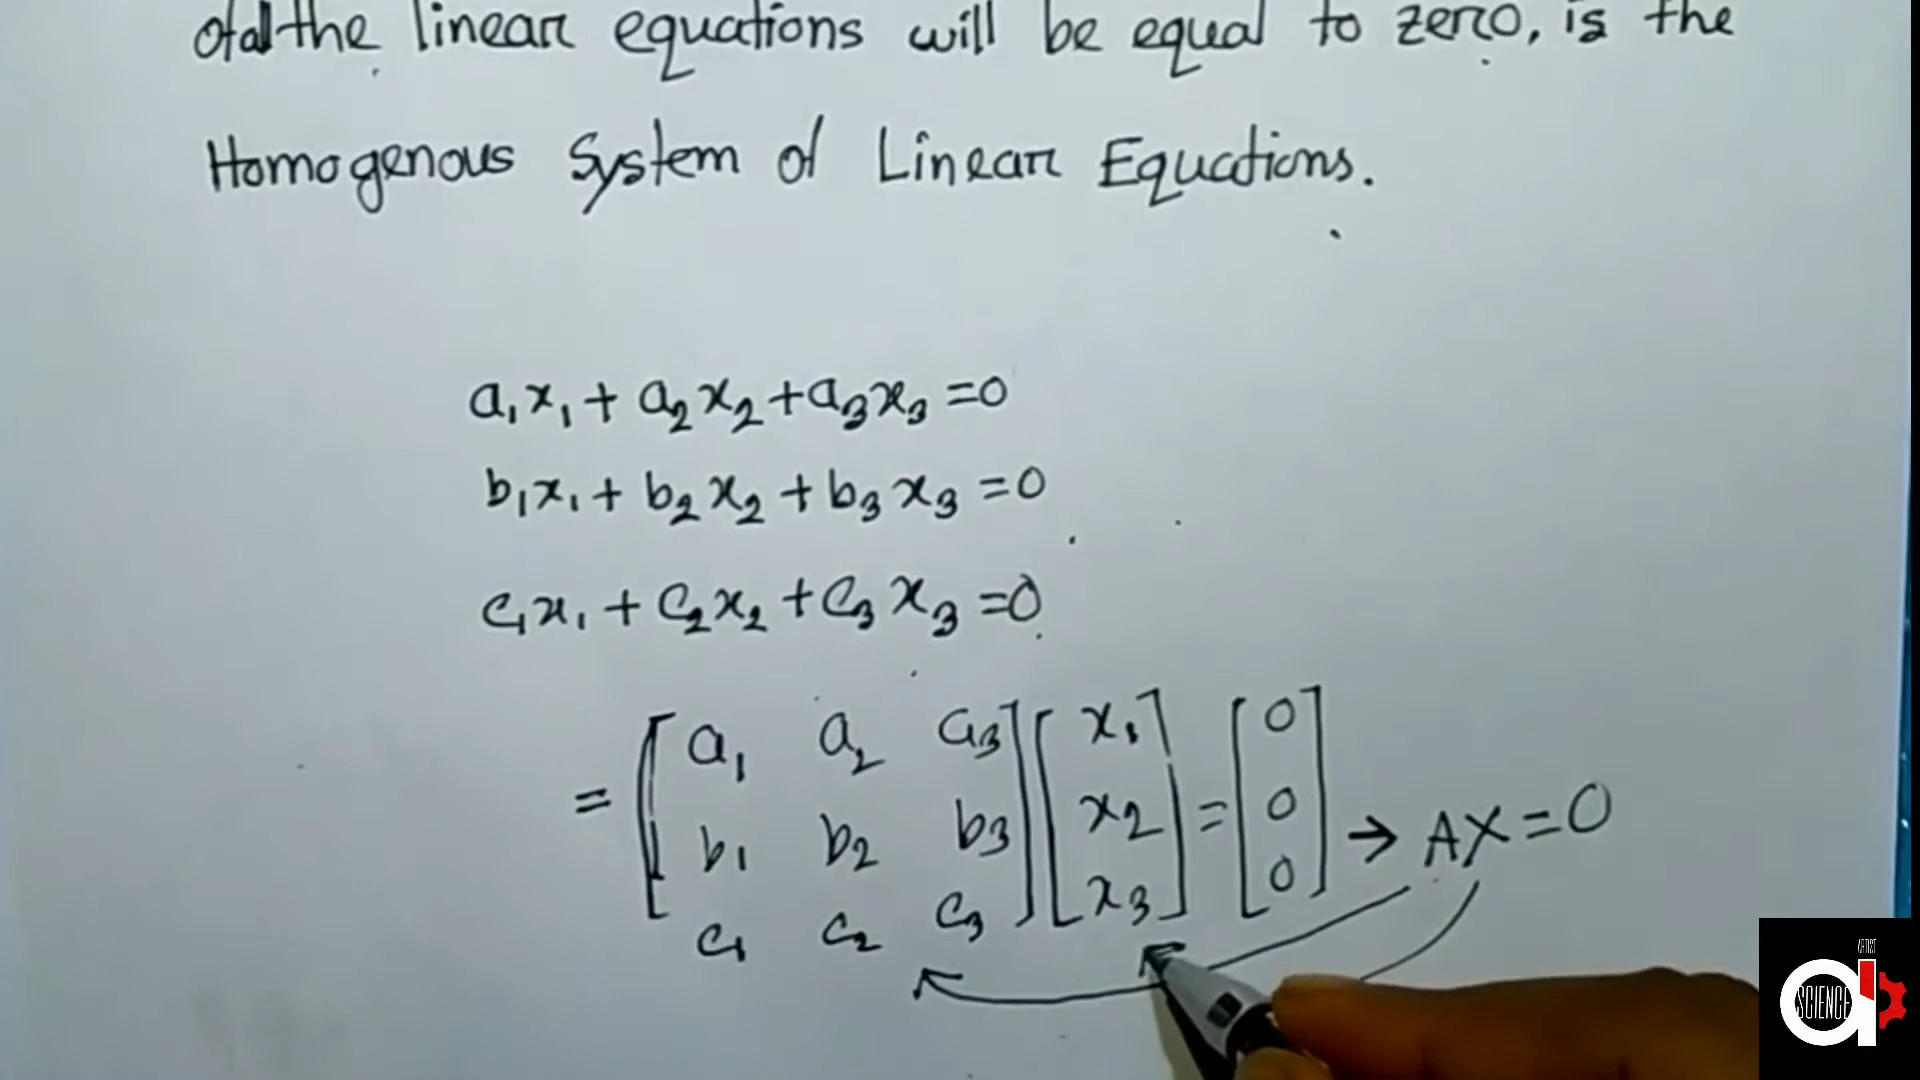 of all the linear equations will be equal to zero, is the
Homogenous System of Linear Equations.
a₁x₁ + a₂x₂ + a₃x₃ = 0
b₁x₁ + b₂x₂ + b₃x₃ = 0
c₁x₁ + c₂x₂ + c₃x₃ = 0
= [a₁ a₂ a₃] [x₁] [0]
b₁ b₂ b₃ x₂ = 0 → AX = 0
c₁ c₂ c₃ x₃ 0
ARTIST
SCIENCE